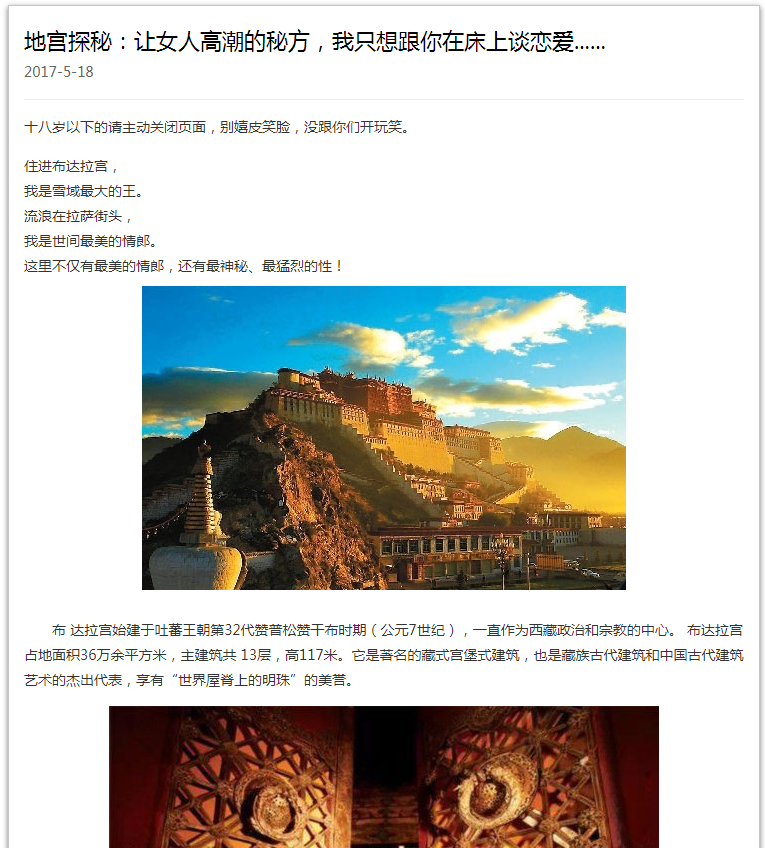 地宫探秘：让女人高潮的秘方，我只想跟你在床上谈恋爱......
2017-5-18
十八岁以下的请主动关闭页面，别嬉皮笑脸，没跟你们开玩笑。
住进布达拉宫，
我是雪域最大的王。
流浪在拉萨街头，
我是世间最美的情郎。
这里不仅有最美的情郎，还有最神秘、最猛烈的性！
布 达拉宫始建于吐蕃王朝第32代赞普松赞干布时期（公元7世纪），一直作为西藏政治和宗教的中心。 布达拉宫
占地面积36万余平方米，主建筑共 13层，高117米。它是著名的藏式宫堡式建筑，也是藏族古代建筑和中国古代建筑
艺术的杰出代表，享有“世界屋脊上的明珠”的美誉。